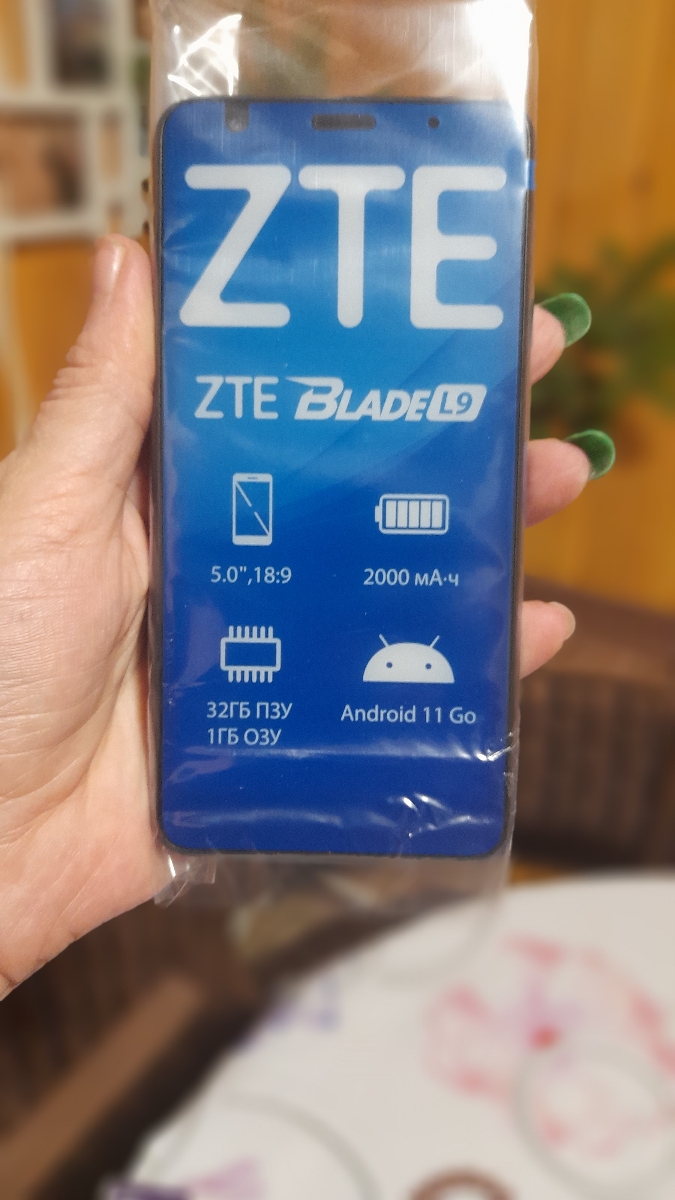 ZTE
ZTE BLADE L9
5.0",18:9
2000 мА·ч
32ГБ ПЗУ
1ГБ ОЗУ
Android 11 Go